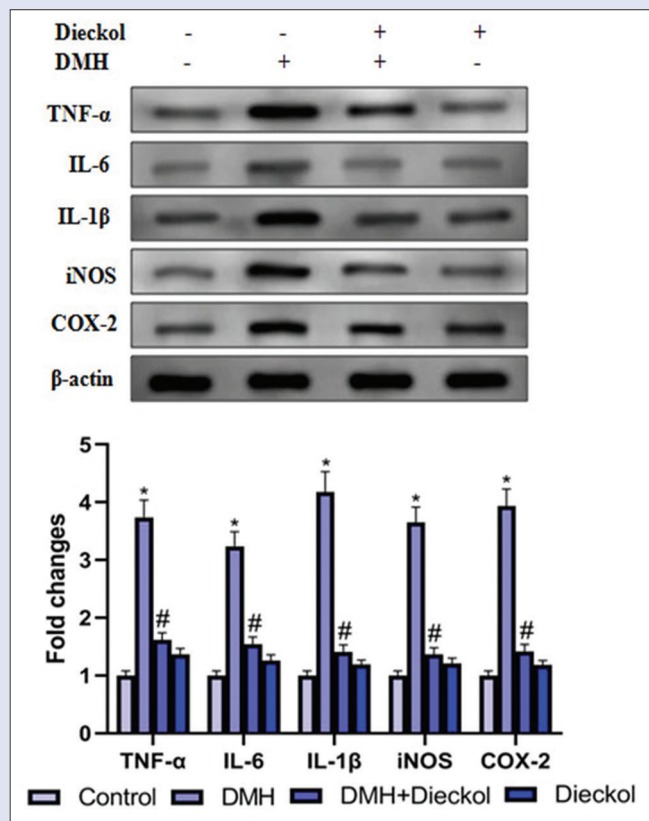 Dieckol - - + +
DMH - + + -
TNF-α
IL-6
IL-1β
iNOS
COX-2
β-actin
5
4
3
2
1
0
Fold changes
* # * # * # * # * #
TNF-α IL-6 IL-1β iNOS COX-2
Control DMH DMH+Dieckol Dieckol